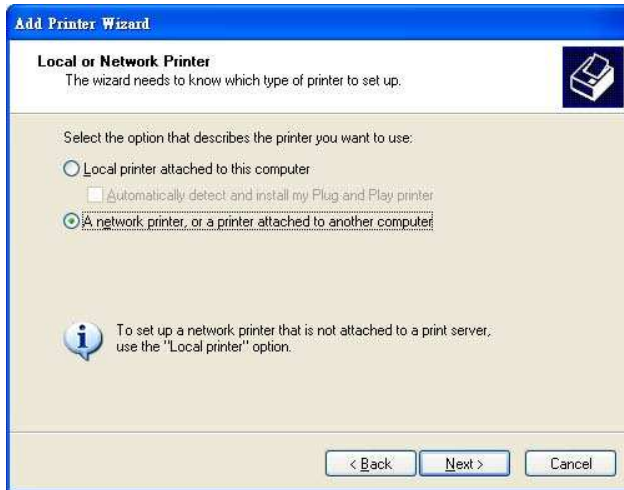 Add Printer Wizard
Local or Network Printer
The wizard needs to know which type of printer to set up.
Select the option that describes the printer you want to use:
Local printer attached to this computer
Automatically detect and install my Plug and Play printer
A network printer, or a printer attached to another computer
To set up a network printer that is not attached to a print server,
use the "Local printer" option.
< Back
Next >
Cancel